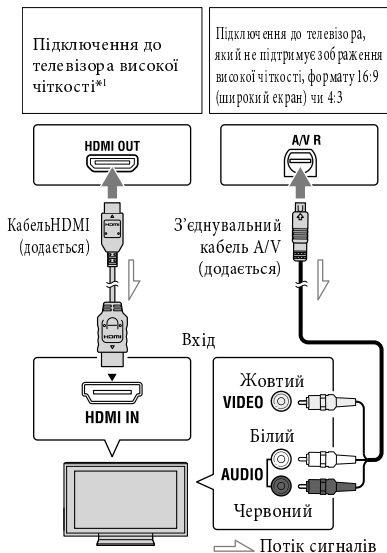 Підключення до
телевізора високої
чіткості*1
Підключення до телевізора,
який не підтримує зображення
високої чіткості, формату 16:9
(широкий екран) чи 4:3
HDMI OUT
A/V R
КабельHDMI
(додається)
З’єднувальний
кабель A/V
(додається)
HDMI
HDMI
Вхід
HDMI IN
Жовтий
VIDEO
Білий
AUDIO
Червоний
Потік сигналів